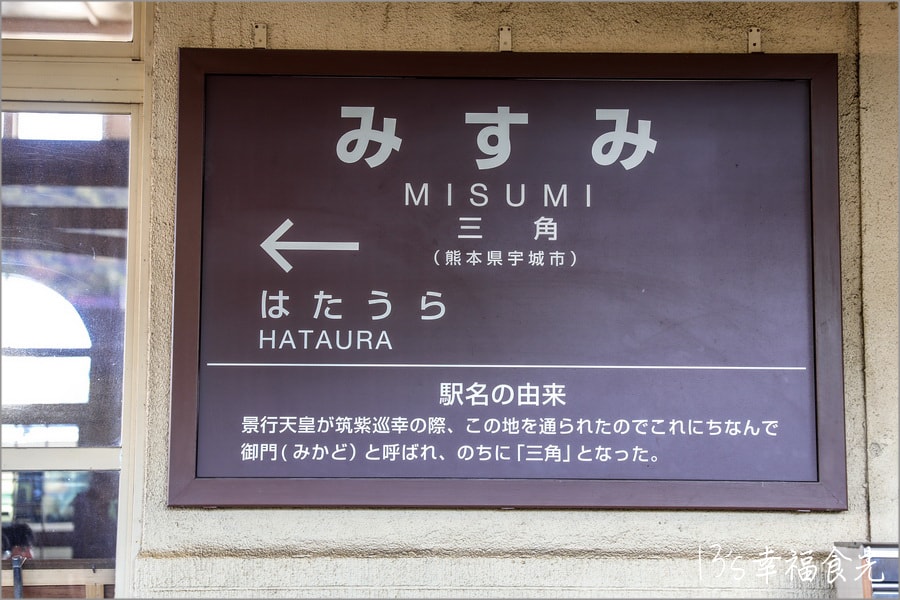 みすみ
MISUMI
三角
(熊本県宇城市)
←
はたうら
HATAURA
駅名の由来
景行天皇が筑紫巡幸の際、この地を通られたのでこれにちなんで
御門(みかど)と呼ばれ、のちに「三角」となった。
13's幸福食光